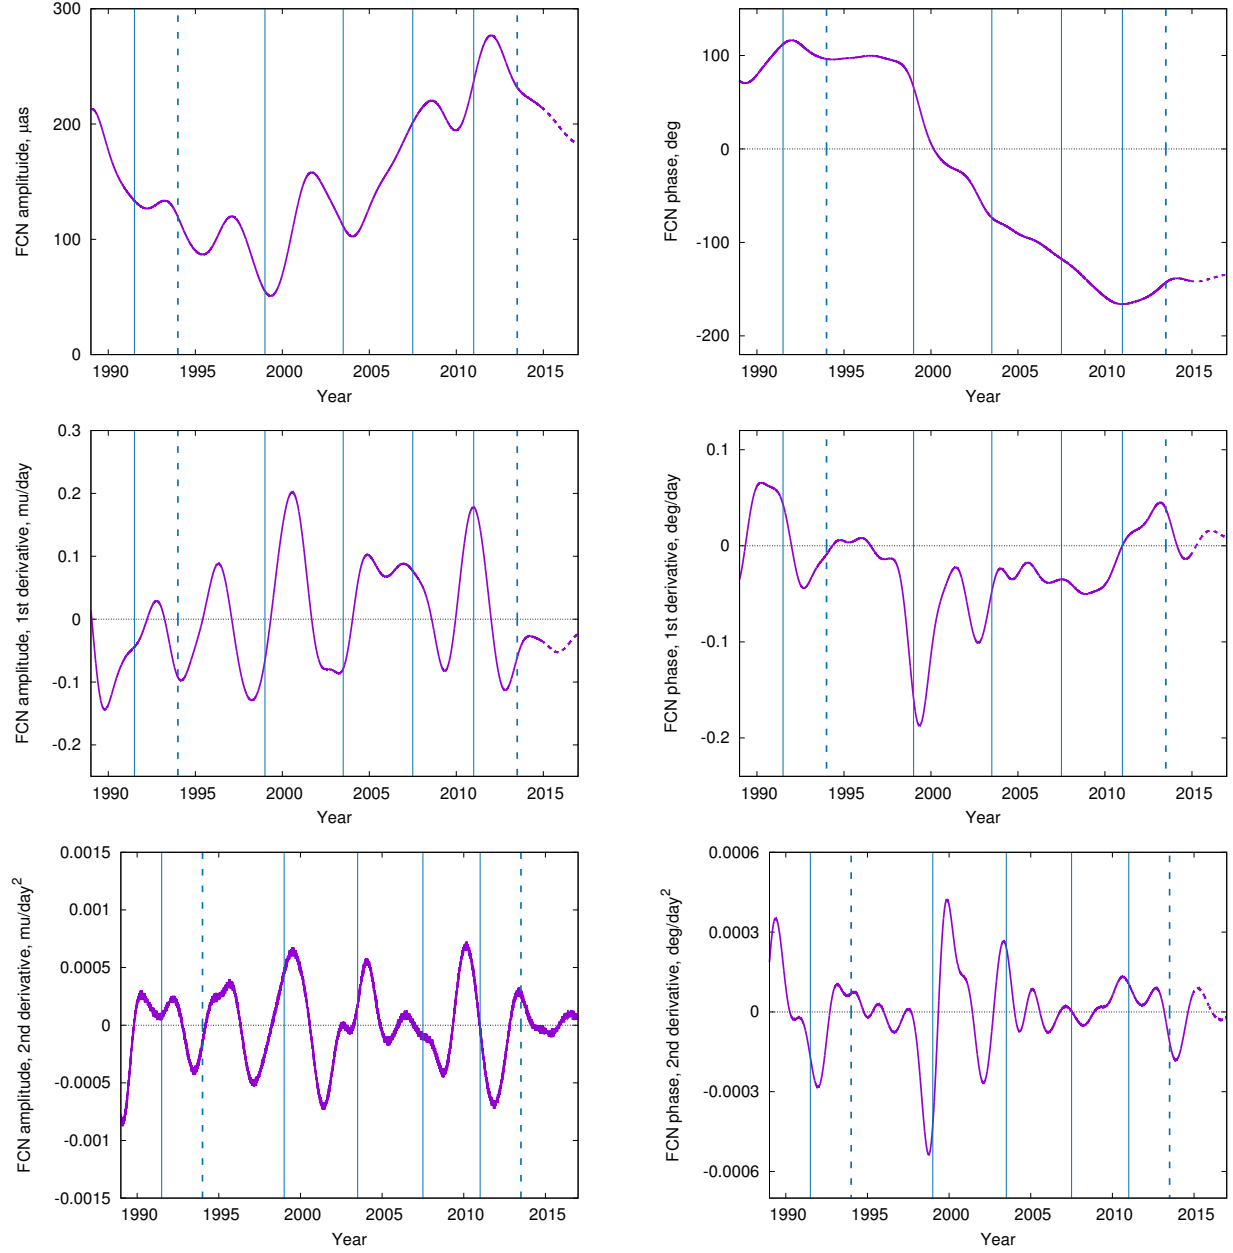 300
200
100
0
FCN amplituide, µas
1990 1995 2000 2005 2010 2015
Year
100
0
-100
-200
FCN phase, deg
1990 1995 2000 2005 2010 2015
Year
0.3
0.2
0.1
0
-0.1
-0.2
FCN amplitude, 1st derivative, mu/day
1990 1995 2000 2005 2010 2015
Year
0.1
0
-0.1
-0.2
FCN phase, 1st derivative, deg/day
1990 1995 2000 2005 2010 2015
Year
0.0015
0.001
0.0005
0
-0.0005
-0.001
-0.0015
FCN amplitude, 2nd derivative, mu/day²
1990 1995 2000 2005 2010 2015
Year
0.0006
0.0003
0
-0.0003
-0.0006
FCN phase, 2nd derivative, deg/day²
1990 1995 2000 2005 2010 2015
Year